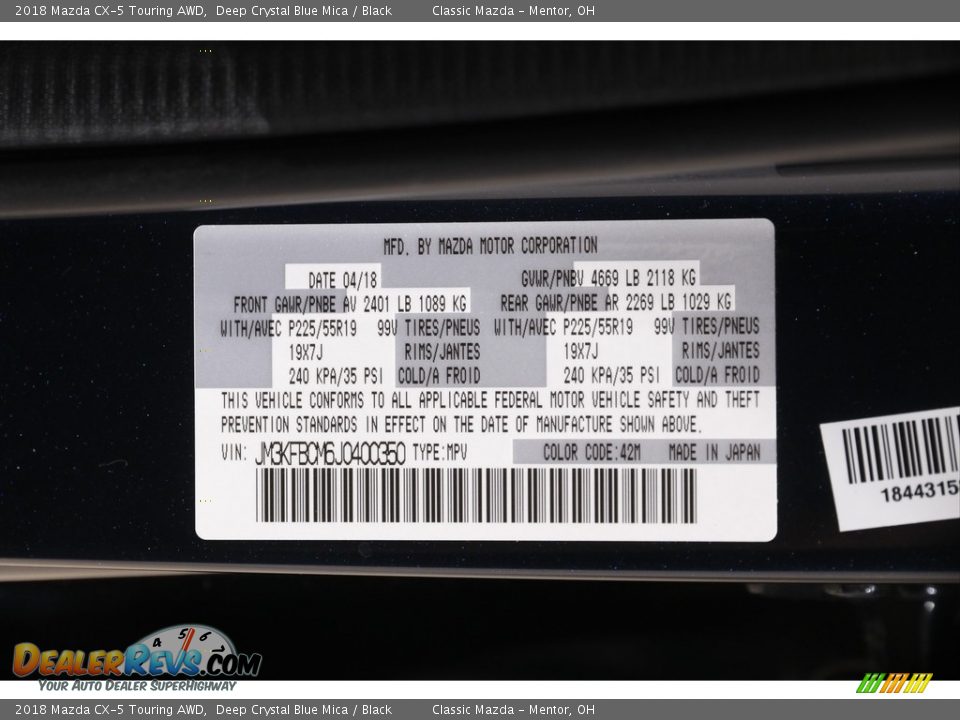 2018 Mazda CX-5 Touring AWD, Deep Crystal Blue Mica / Black Classic Mazda - Mentor, OH
MFD. BY MAZDA MOTOR CORPORATION
DATE 04/18 GVWR/PNBV 4669 LB 2118 KG
FRONT GAWR/PNBE AV 2401 LB 1089 KG REAR GAWR/PNBE AR 2269 LB 1029 KG
WITH/AVEC P225/55R19 99V TIRES/PNEUS WITH/AVEC P225/55R19 99V TIRES/PNEUS
19X7J RIMS/JANTES 19X7J RIMS/JANTES
240 KPA/35 PSI COLD/A FROID 240 KPA/35 PSI COLD/A FROID
THIS VEHICLE CONFORMS TO ALL APPLICABLE FEDERAL MOTOR VEHICLE SAFETY AND THEFT
PREVENTION STANDARDS IN EFFECT ON THE DATE OF MANUFACTURE SHOWN ABOVE.
VIN: JM3KFBCM6J0400350 TYPE:MPV COLOR CODE:42M MADE IN JAPAN
1844315
4 5 6
DEALERREVS.COM
YOUR AUTO DEALER SUPERHIGHWAY
2018 Mazda CX-5 Touring AWD, Deep Crystal Blue Mica / Black Classic Mazda - Mentor, OH